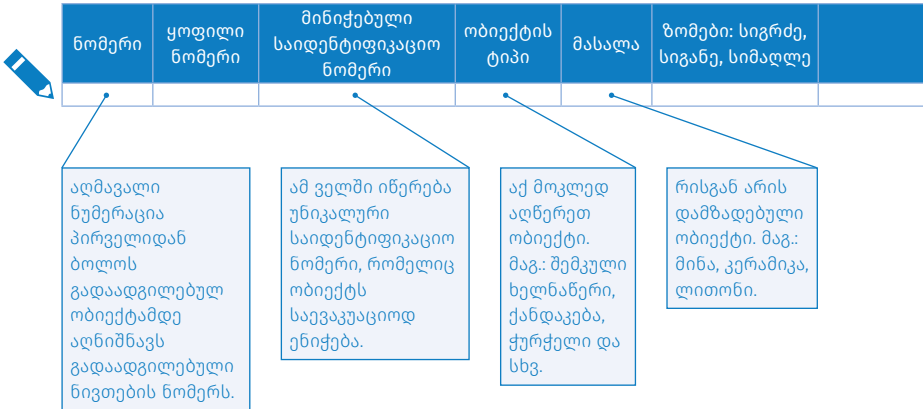 ნომერი
ყოფილი
ნომერი
მინიჭებული
საიდენტიფიკაციო
ნომერი
ობიექტის
ტიპი
მასალა
ზომები: სიგრძე,
სიგანე, სიმაღლე
აღმავალი
ნუმერაცია
პირველიდან
ბოლოს
გადაადგილებულ
ობიექტამდე
აღნიშნავს
გადაადგილებული
ნივთების ნომერს.
ამ ველში იწერება
უნიკალური
საიდენტიფიკაციო
ნომერი, რომელიც
ობიექტს
საევაკუაციოდ
ენიჭება.
აქ მოკლედ
აღწერეთ
ობიექტი.
მაგ.: შემკული
ხელნაწერი,
ქანდაკება,
ჭურჭელი და
სხვ.
რისგან არის
დამზადებული
ობიექტი. მაგ.:
მინა, კერამიკა,
ლითონი.